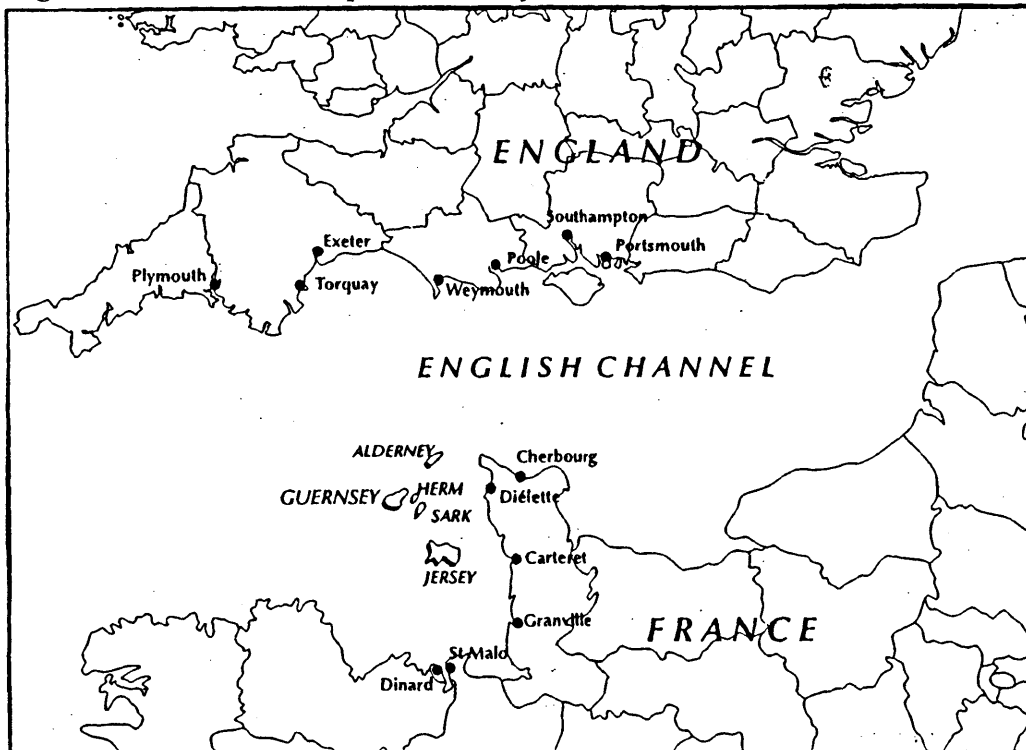 ENGLAND
Southampton
Exeter
Portsmouth
Poole
Plymouth
Torquay
Weymouth
ENGLISH CHANNEL
ALDERNEY
Cherbourg
GUERNSEY
HERM
Diélette
SARK
Carteret
JERSEY
Granville
FRANCE
St Malo
Dinard